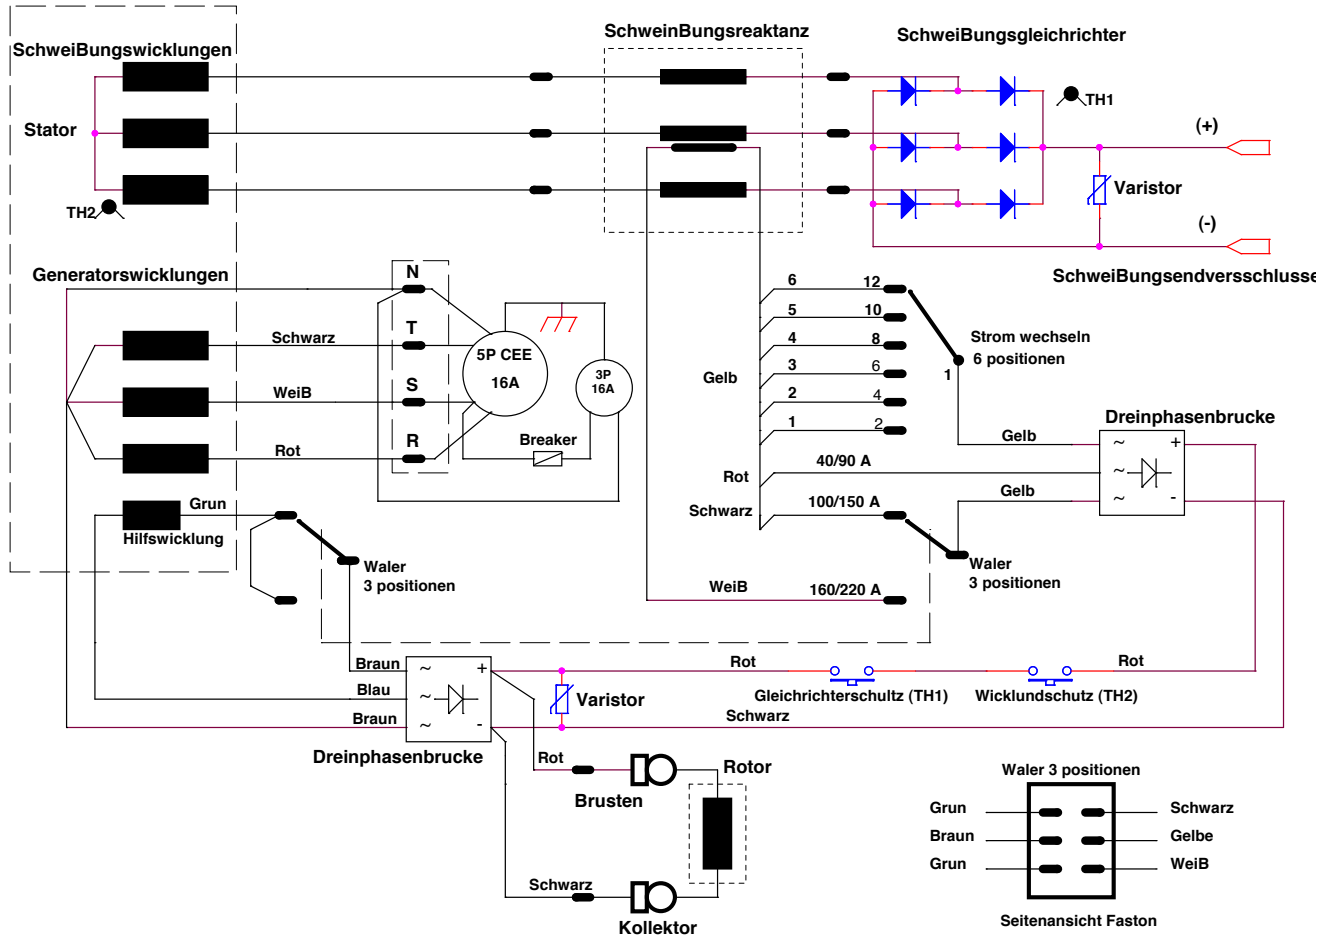 SchweinBungsreaktanz
SchweiBungsgleichrichter
SchweiBungswicklungen
TH1
Stator
(+)
Varistor
TH2
(-)
Generatorswicklungen
SchweiBungsendversschlusse
N
6 12
5 10
Schwarz
T
4 8
Strom wechseln
6 positionen
5P CEE
16A
3P
16A
3 6
1
Gelb
WeiB
S
2 4
1 2
Dreinphasenbrucke
Rot
R
Breaker
Gelb
~ +
~
~ -
40/90 A
Rot
Gelb
Grun
100/150 A
Schwarz
Hilfswicklung
Waler
3 positionen
Waler
3 positionen
WeiB
160/220 A
Braun
~ +
Rot
Rot
Blau
~
Varistor
Gleichrichterschultz (TH1)
Wicklundschutz (TH2)
Braun
~ -
Schwarz
Dreinphasenbrucke
Rot
Rotor
Waler 3 positionen
Brusten
Grun
Schwarz
Braun
Gelbe
Grun
WeiB
Schwarz
Kollektor
Seitenansicht Faston